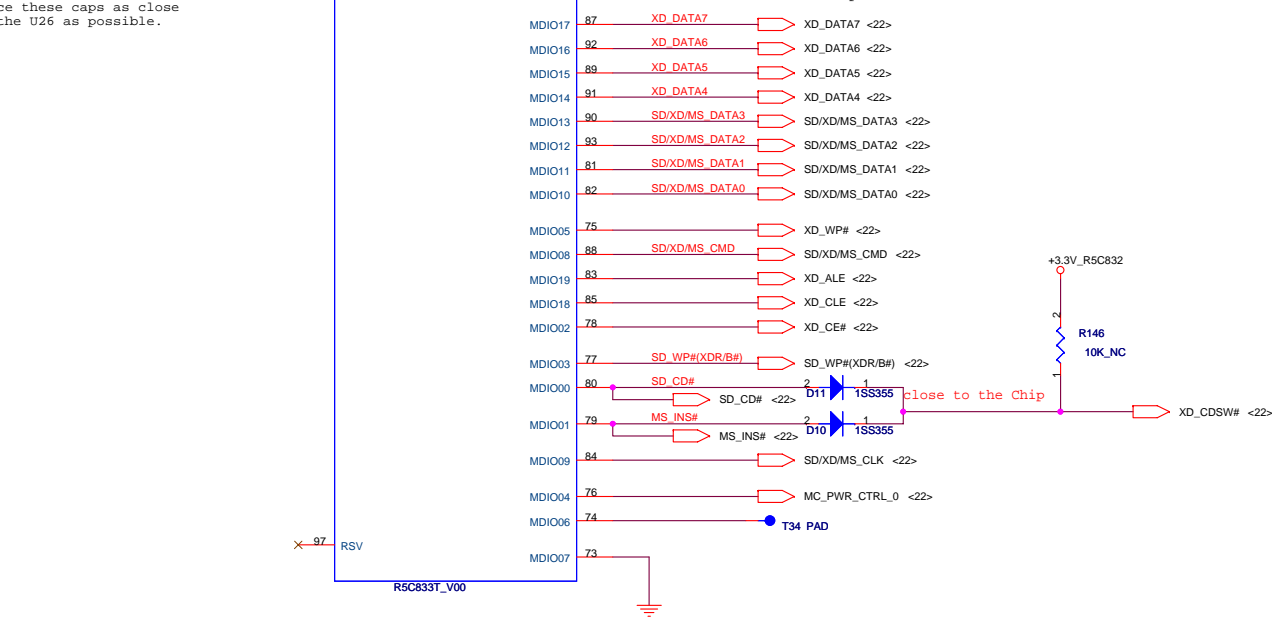 ce these caps as close
the U26 as possible.
MDIO17 87 XD_DATA7 XD_DATA7 <22>
MDIO16 92 XD_DATA6 XD_DATA6 <22>
MDIO15 89 XD_DATA5 XD_DATA5 <22>
MDIO14 91 XD_DATA4 XD_DATA4 <22>
MDIO13 90 SD/XD/MS_DATA3 SD/XD/MS_DATA3 <22>
MDIO12 93 SD/XD/MS_DATA2 SD/XD/MS_DATA2 <22>
MDIO11 81 SD/XD/MS_DATA1 SD/XD/MS_DATA1 <22>
MDIO10 82 SD/XD/MS_DATA0 SD/XD/MS_DATA0 <22>
MDIO05 75 XD_WP# <22>
MDIO08 88 SD/XD/MS_CMD SD/XD/MS_CMD <22>
MDIO19 83 XD_ALE <22>
MDIO18 85 XD_CLE <22>
MDIO02 78 XD_CE# <22>
+3.3V_R5C832
2
R146
10K_NC
1
MDIO03 77 SD_WP#(XDR/B#) SD_WP#(XDR/B#) <22>
MDIO00 80 SD_CD# 2 1
SD_CD# <22> D11 1SS355 close to the Chip
XD_CDSW# <22>
MDIO01 79 MS_INS# 2 1
MS_INS# <22> D10 1SS355
MDIO09 84 SD/XD/MS_CLK <22>
MDIO04 76 MC_PWR_CTRL_0 <22>
MDIO06 74 T34 PAD
97 RSV
MDIO07 73
R5C833T_V00